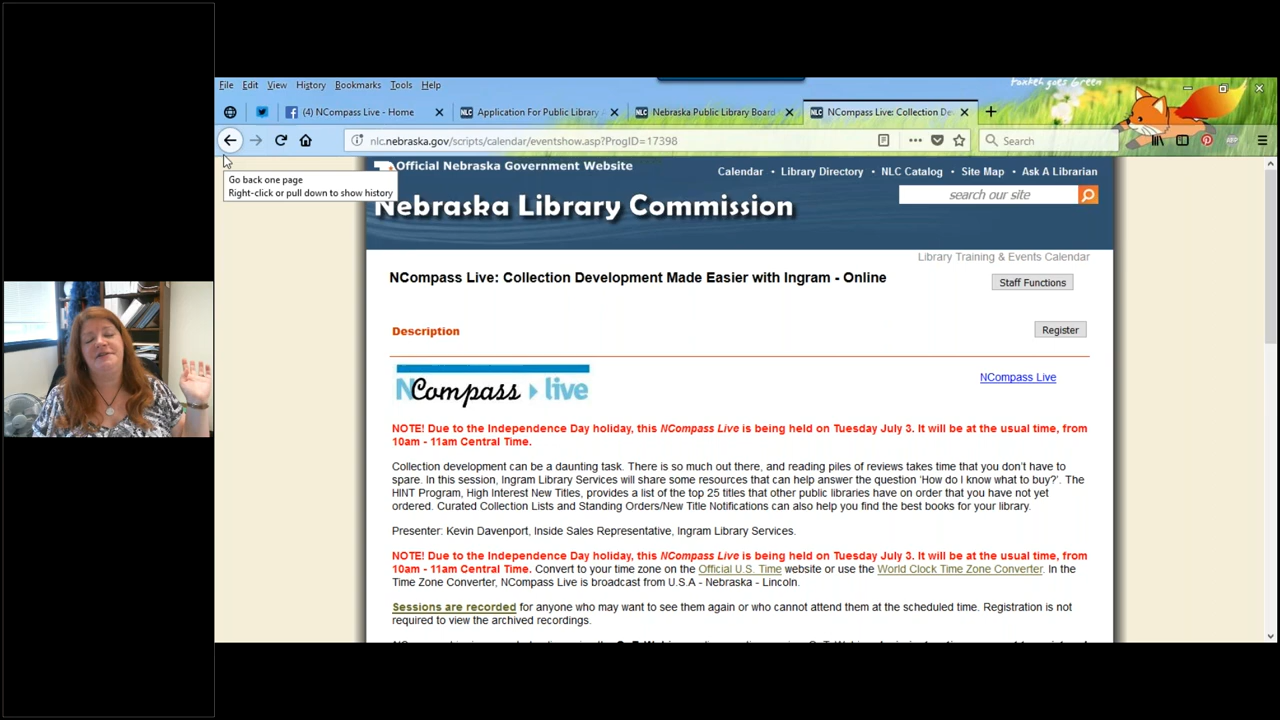 foxkeh goes Green
File Edit View History Bookmarks Tools Help
(4) NCompass Live - Home
Application For Public Library A
Nebraska Public Library Board
NCompass Live: Collection De
nlc.nebraska.gov/scripts/calendar/eventshow.asp?ProgID=17398
Search
Go back one page
Right-click or pull down to show history
Official Nebraska Government Website
Calendar • Library Directory • NLC Catalog • Site Map • Ask A Librarian
Nebraska Library Commission
search our site
Library Training & Events Calendar
NCompass Live: Collection Development Made Easier with Ingram - Online
Staff Functions
Description
Register
NCompass live
NCompass Live
NOTE! Due to the Independence Day holiday, this NCompass Live is being held on Tuesday July 3. It will be at the usual time, from
10am - 11am Central Time.
Collection development can be a daunting task. There is so much out there, and reading piles of reviews takes time that you don’t have to
spare. In this session, Ingram Library Services will share some resources that can help answer the question ‘How do I know what to buy?’. The
HINT Program, High Interest New Titles, provides a list of the top 25 titles that other public libraries have on order that you have not yet
ordered. Curated Collection Lists and Standing Orders/New Title Notifications can also help you find the best books for your library.
Presenter: Kevin Davenport, Inside Sales Representative, Ingram Library Services.
NOTE! Due to the Independence Day holiday, this NCompass Live is being held on Tuesday July 3. It will be at the usual time, from
10am - 11am Central Time. Convert to your time zone on the Official U.S. Time website or use the World Clock Time Zone Converter. In the
Time Zone Converter, NCompass Live is broadcast from U.S.A - Nebraska - Lincoln.
Sessions are recorded for anyone who may want to see them again or who cannot attend them at the scheduled time. Registration is not
required to view the archived recordings.